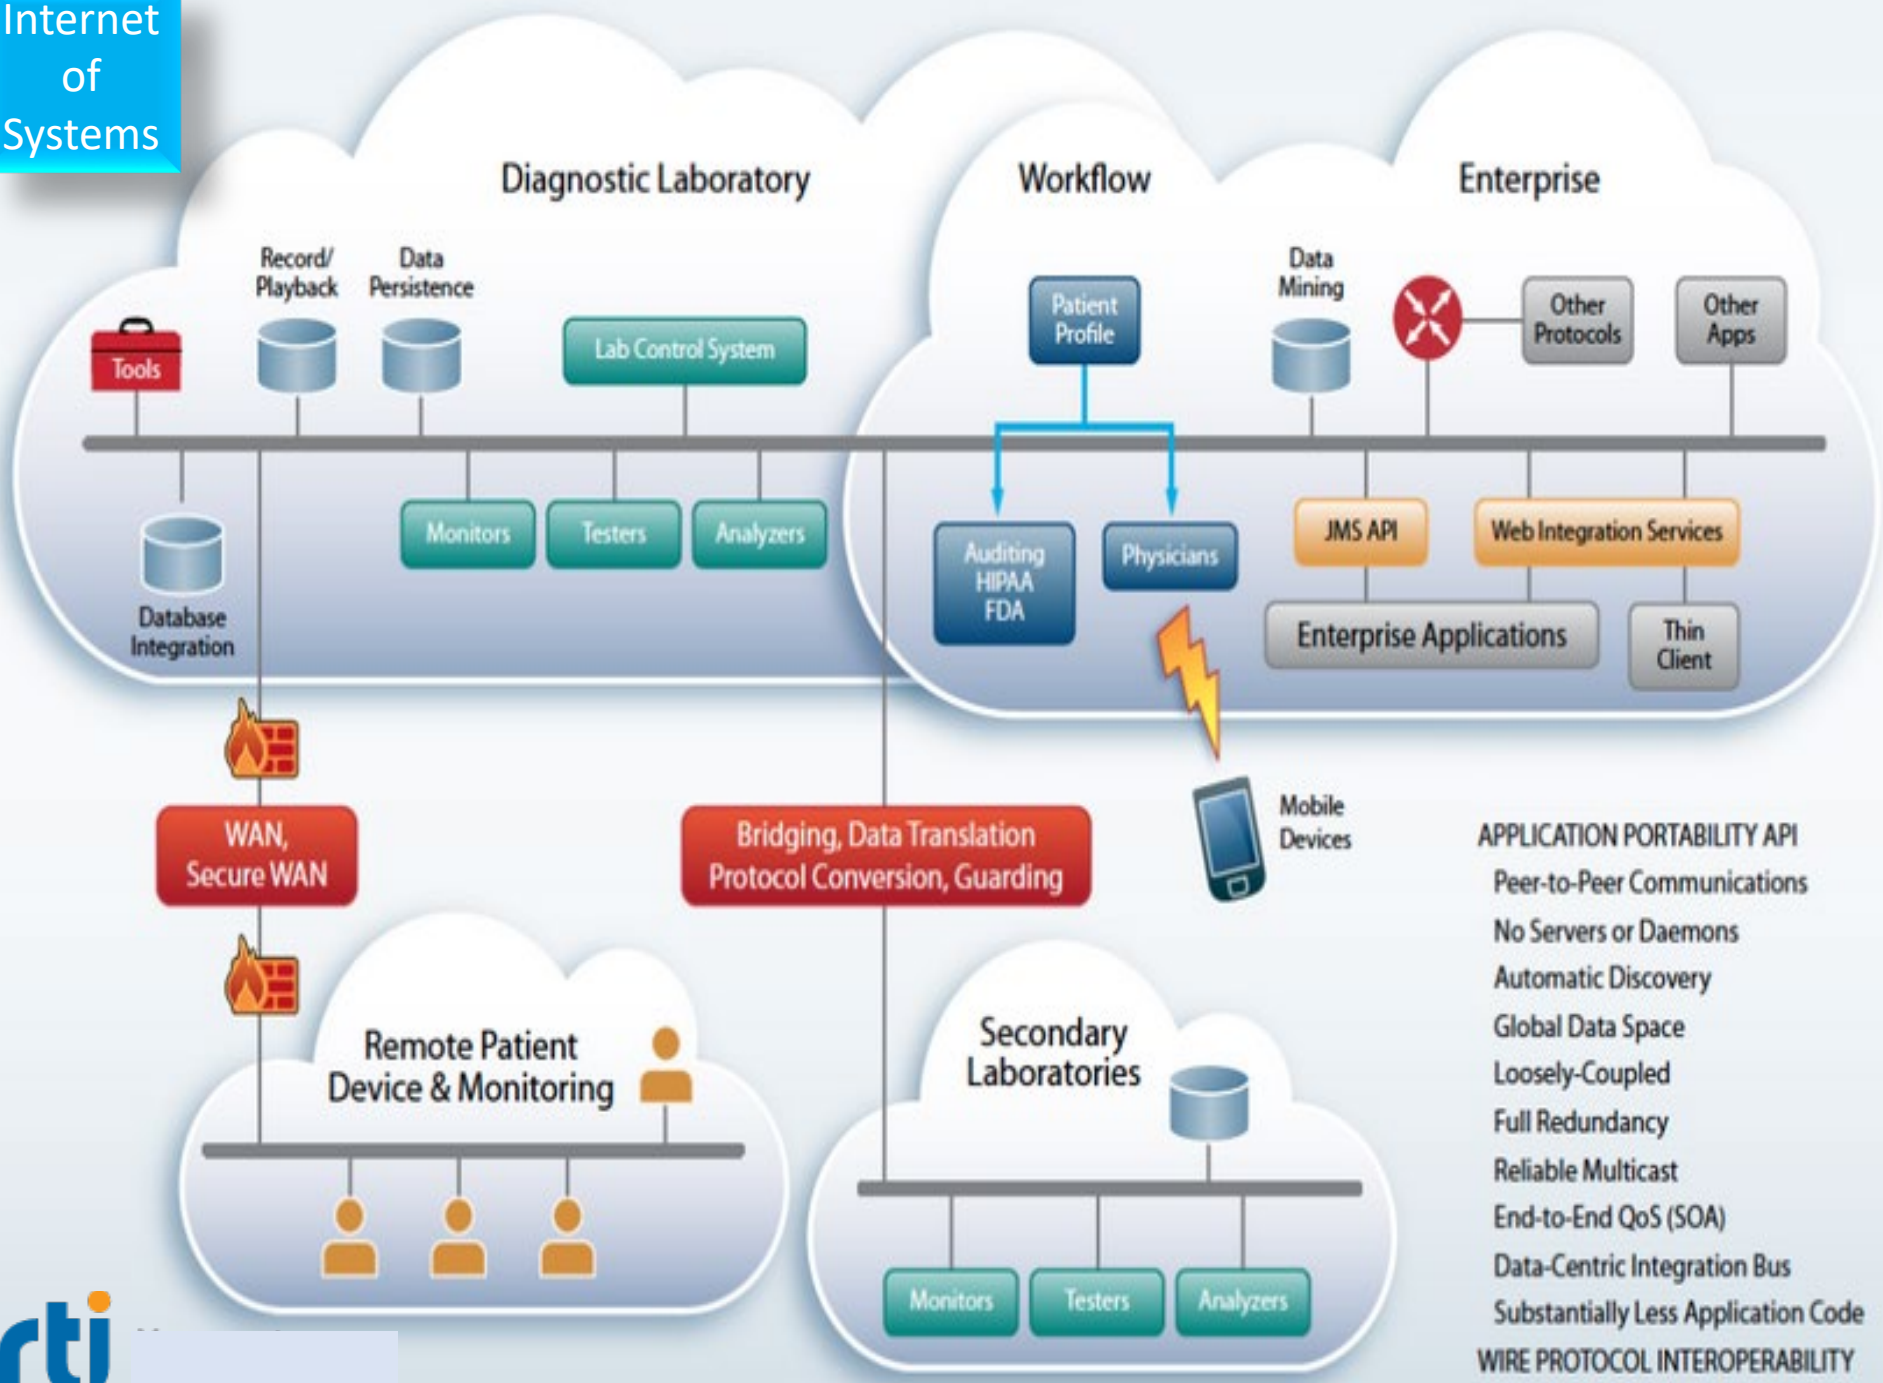 Internet
of
Systems
Diagnostic Laboratory
Workflow
Enterprise
Record/
Playback
Data
Persistence
Data
Mining
Tools
Lab Control System
Patient
Profile
Other
Protocols
Other
Apps
Monitors
Testers
Analyzers
Database
Integration
Auditing
HIPAA
FDA
Physicians
JMS API
Web Integration Services
Enterprise Applications
Thin
Client
WAN,
Secure WAN
Bridging, Data Translation
Protocol Conversion, Guarding
Mobile
Devices
Remote Patient
Device & Monitoring
Secondary
Laboratories
Monitors
Testers
Analyzers
APPLICATION PORTABILITY API
Peer-to-Peer Communications
No Servers or Daemons
Automatic Discovery
Global Data Space
Loosely-Coupled
Full Redundancy
Reliable Multicast
End-to-End QoS (SOA)
Data-Centric Integration Bus
Substantially Less Application Code
WIRE PROTOCOL INTEROPERABILITY
rti